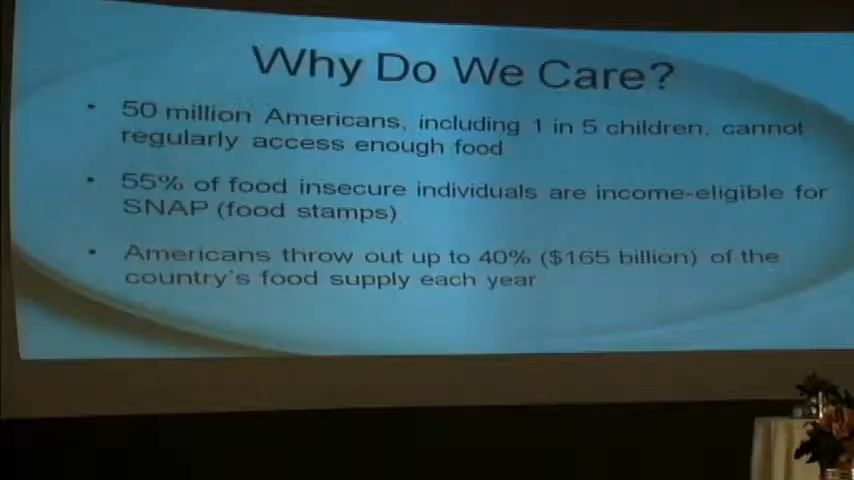 Why Do We Care?
• 50 million Americans, including 1 in 5 children, cannot
regularly access enough food
• 55% of food insecure individuals are income-eligible for
SNAP (food stamps)
• Americans throw out up to 40% ($165 billion) of the
country's food supply each year